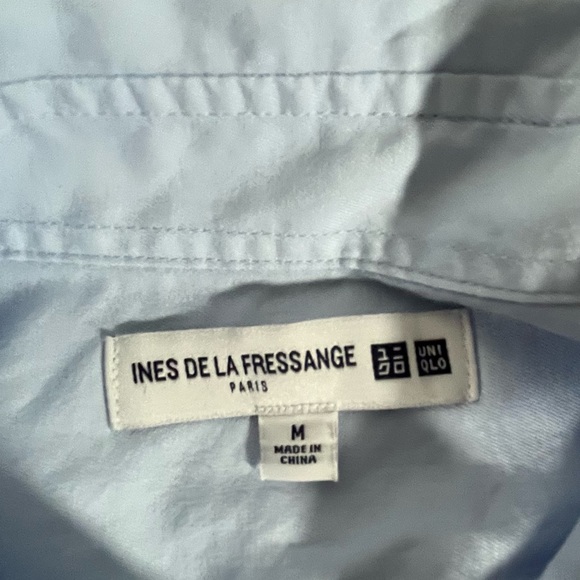 INES DE LA FRESSANGE
PARIS
ユニ
クロ
UNI
QLO
M
MADE IN
CHINA